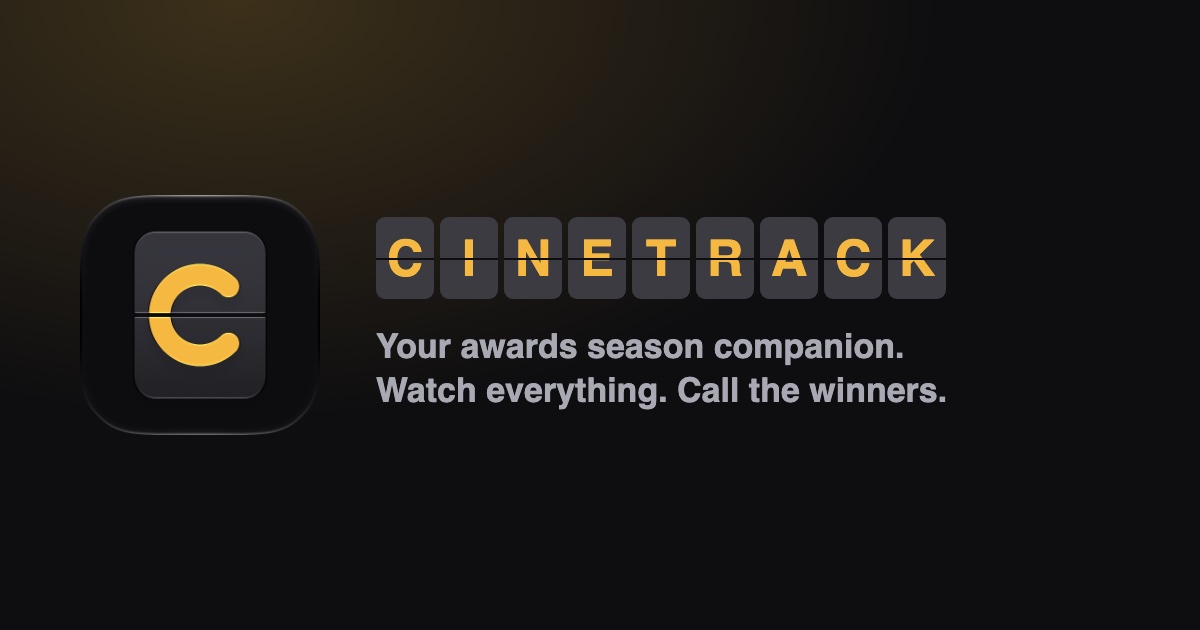 C
CINETRACK
Your awards season companion.
Watch everything. Call the winners.